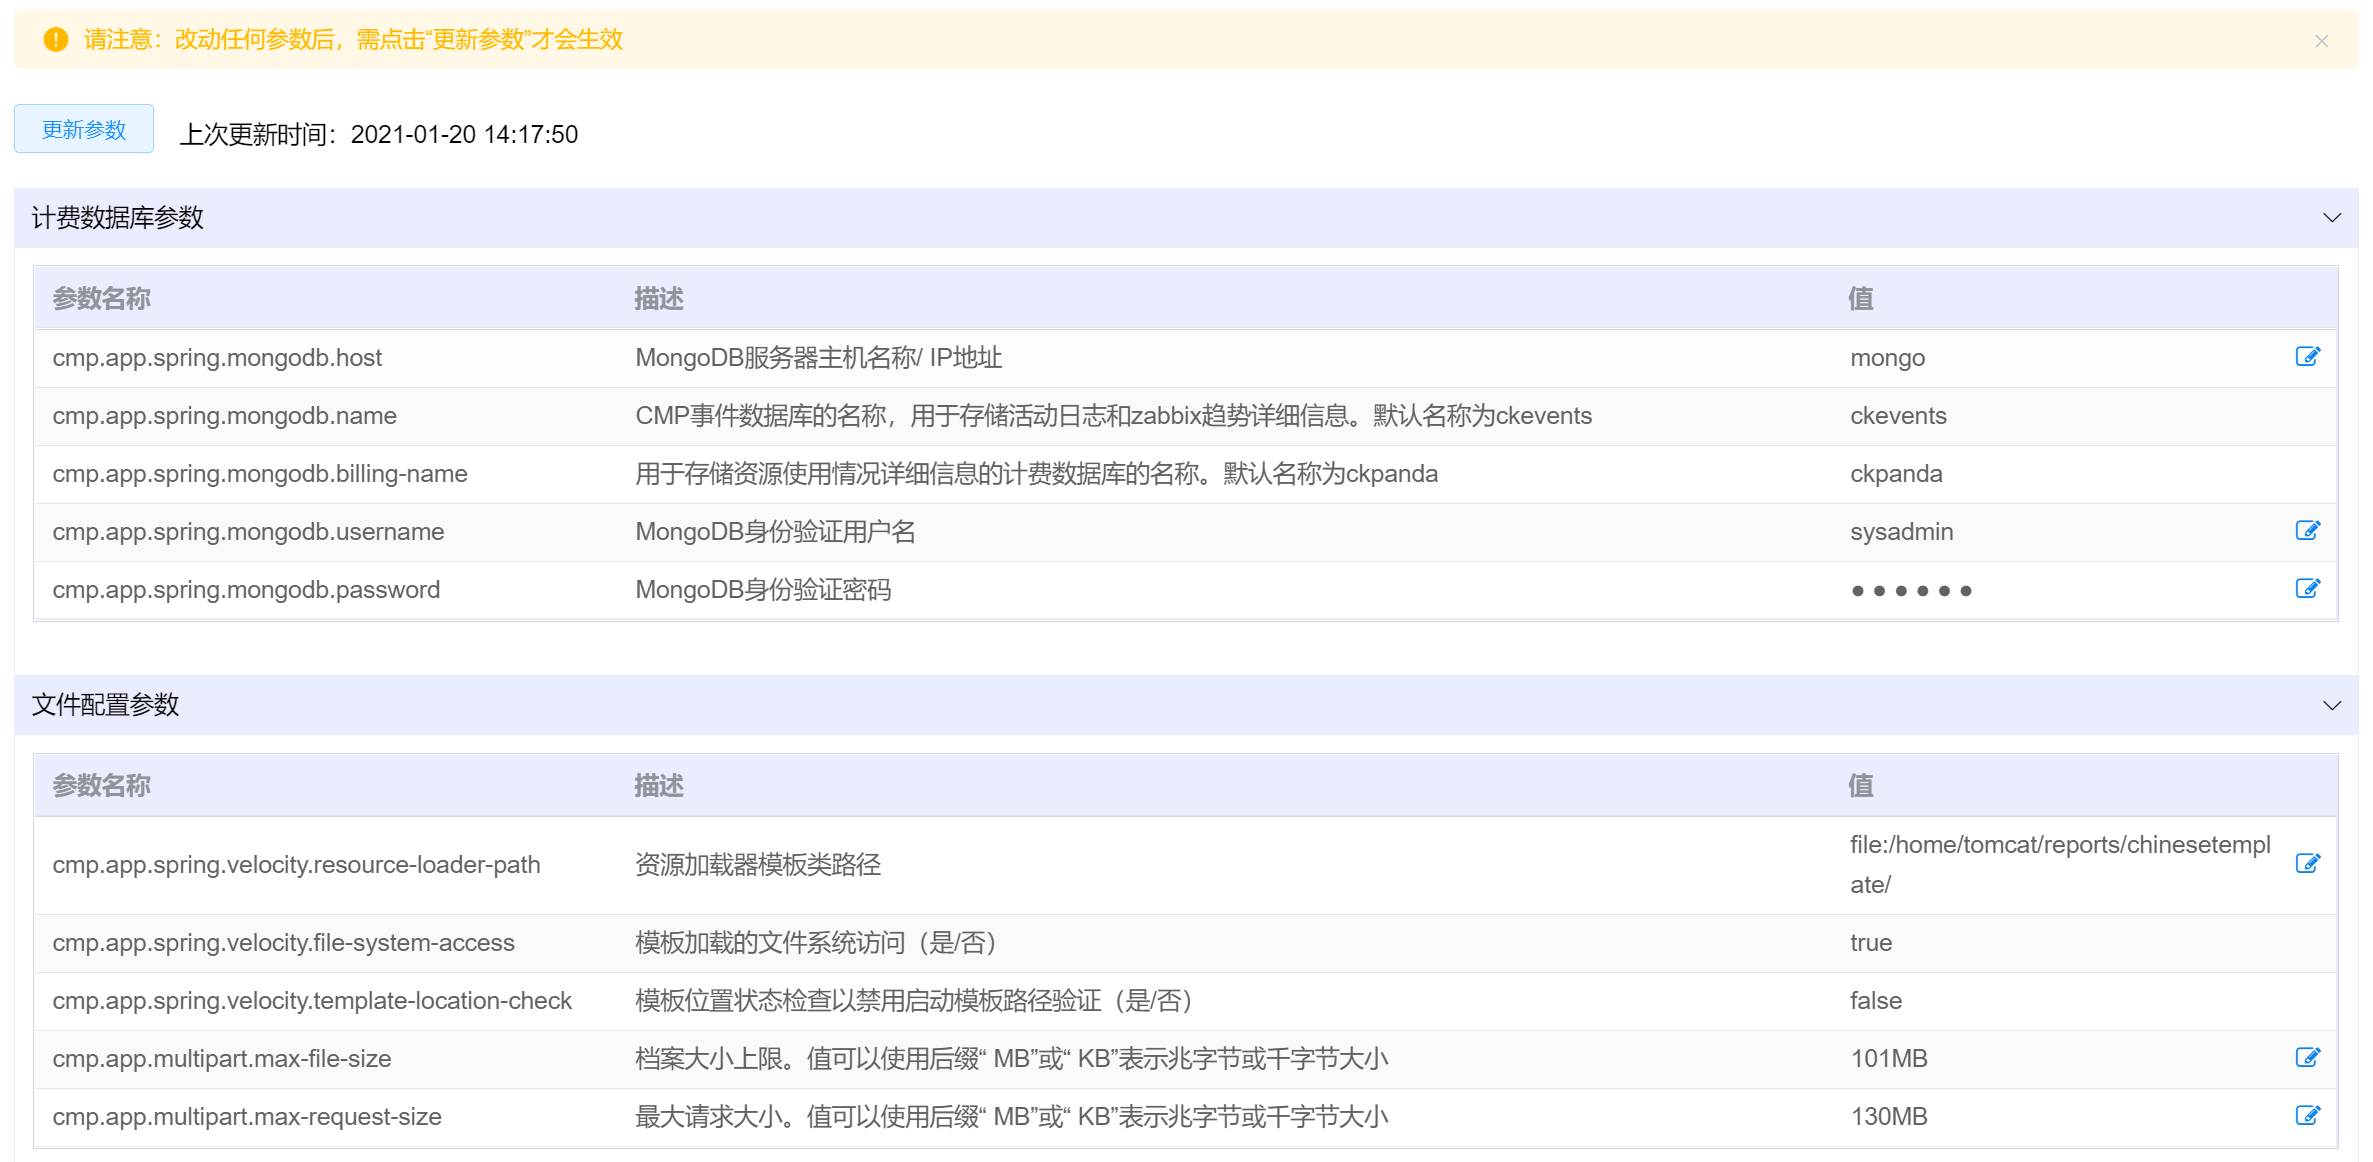 请注意：改动任何参数后，需点击“更新参数”才会生效
更新参数 上次更新时间：2021-01-20 14:17:50
计费数据库参数
参数名称 描述 值
cmp.app.spring.mongodb.host MongoDB服务器主机名称/ IP地址 mongo
cmp.app.spring.mongodb.name CMP事件数据库的名称，用于存储活动日志和zabbix趋势详细信息。默认名称为ckevents ckevents
cmp.app.spring.mongodb.billing-name 用于存储资源使用情况详细信息的计费数据库的名称。默认名称为ckpanda ckpanda
cmp.app.spring.mongodb.username MongoDB身份验证用户名 sysadmin
cmp.app.spring.mongodb.password MongoDB身份验证密码 ●●●●●●
文件配置参数
参数名称 描述 值
cmp.app.spring.velocity.resource-loader-path 资源加载器模板类路径 file:/home/tomcat/reports/chinesetempl
ate/
cmp.app.spring.velocity.file-system-access 模板加载的文件系统访问（是/否） true
cmp.app.spring.velocity.template-location-check 模板位置状态检查以禁用启动模板路径验证（是/否） false
cmp.app.multipart.max-file-size 档案大小上限。值可以使用后缀“ MB”或“ KB”表示兆字节或千字节大小 101MB
cmp.app.multipart.max-request-size 最大请求大小。值可以使用后缀“ MB”或“ KB”表示兆字节或千字节大小 130MB